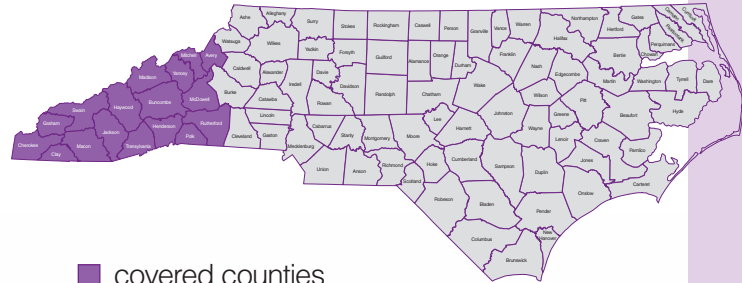 Ashe Alleghany Surry Stokes Rockingham Caswell Person Granville Vance Warren Northampton Gates Camden Currituck
Hertford Pasquotank
Watauga Wilkes Yadkin Forsyth Guilford Alamance Orange Durham Franklin Halifax Bertie Perquimans
Mitchell Avery Chowan
Madison Yancey Caldwell Alexander Iredell Davie Davidson Randolph Chatham Wake Nash Edgecombe Martin Washington Tyrrell Dare
Swain Haywood Buncombe McDowell Burke Catawba Rowan Johnston Wilson Pitt Beaufort Hyde
Graham Jackson Henderson Rutherford Cleveland Lincoln Gaston Mecklenburg Cabarrus Stanly Montgomery Moore Lee Harnett Wayne Greene Lenoir Craven Pamlico
Cherokee Clay Macon Transylvania Polk
Union Anson Richmond Scotland Hoke Cumberland Sampson Duplin Jones Carteret
Robeson Bladen Pender Onslow
Columbus New Hanover
Brunswick
covered counties